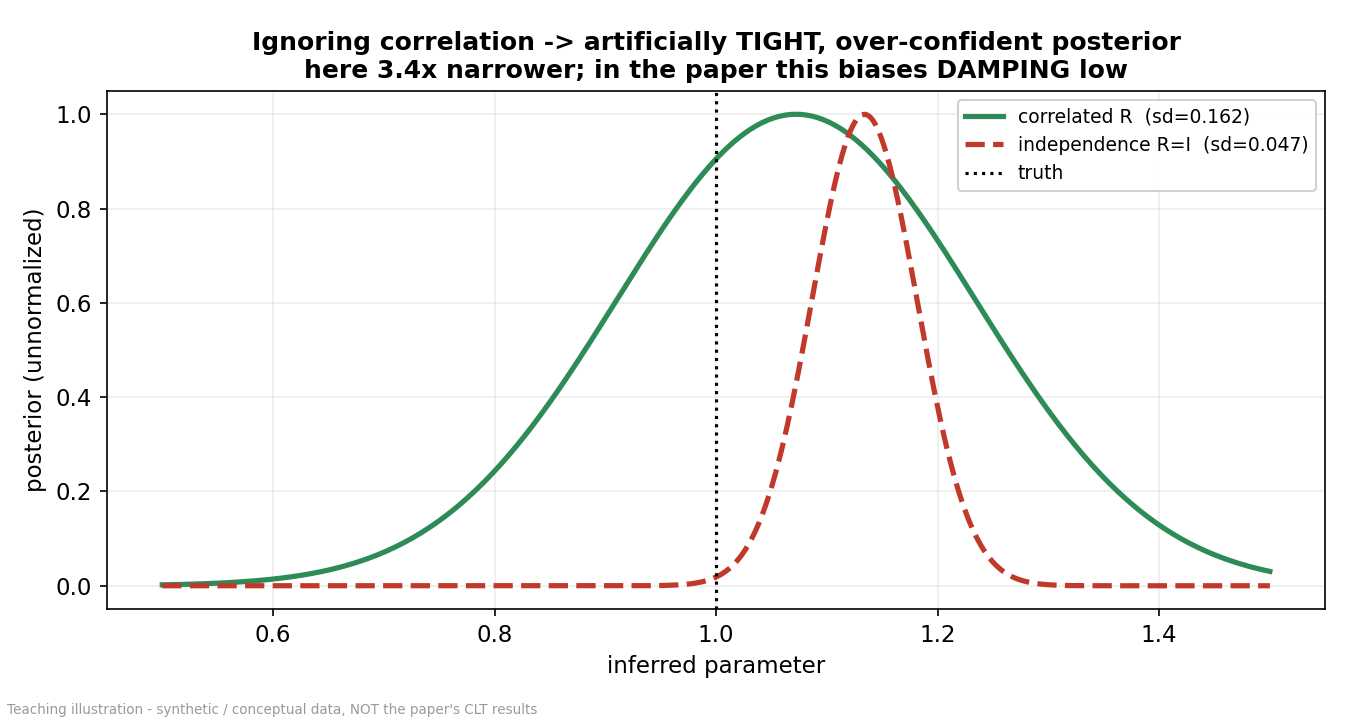 Ignoring correlation -> artificially TIGHT, over-confident posterior
here 3.4x narrower; in the paper this biases DAMPING low
correlated R  (sd=0.162)
independence R=I  (sd=0.047)
truth
posterior (unnormalized)
1.0
0.8
0.6
0.4
0.2
0.0
0.6
0.8
1.0
1.2
1.4
inferred parameter
Teaching illustration - synthetic / conceptual data, NOT the paper's CLT results